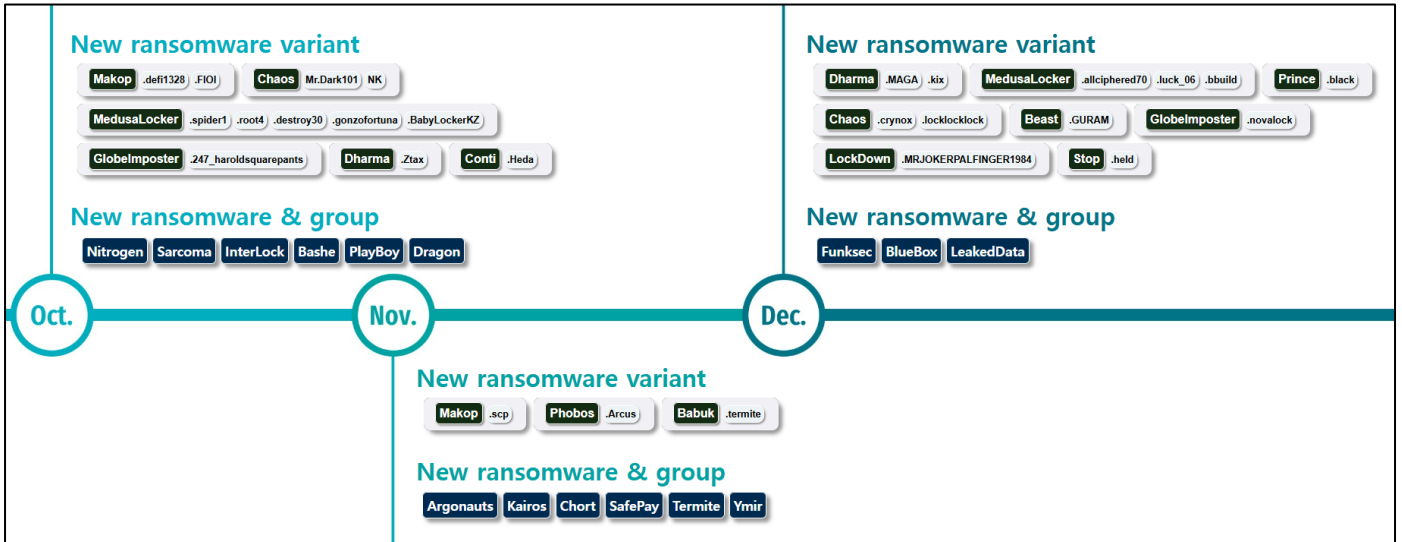 New ransomware variant
Makop .defi1328 .FIOI Chaos Mr.Dark101 NK
MedusaLocker .spider1 .root4 .destroy30 .gonzofortuna .BabyLockerKZ
GlobeImposter .247_haroldsquarepants Dharma .Ztax Conti .Heda
New ransomware & group
Nitrogen Sarcoma InterLock Bashe PlayBoy Dragon
New ransomware variant
Dharma .MAGA .kix MedusaLocker .allciphered70 .luck_06 .bbuild Prince .black
Chaos .crynox .locklocklock Beast .GURAM GlobeImposter .novalock
LockDown .MRJOKERPALFINGER1984 Stop .held
New ransomware & group
Funksec BlueBox LeakedData
Oct. Nov. Dec.
New ransomware variant
Makop .scp Phobos .Arcus Babuk .termite
New ransomware & group
Argonauts Kairos Chort SafePay Termite Ymir